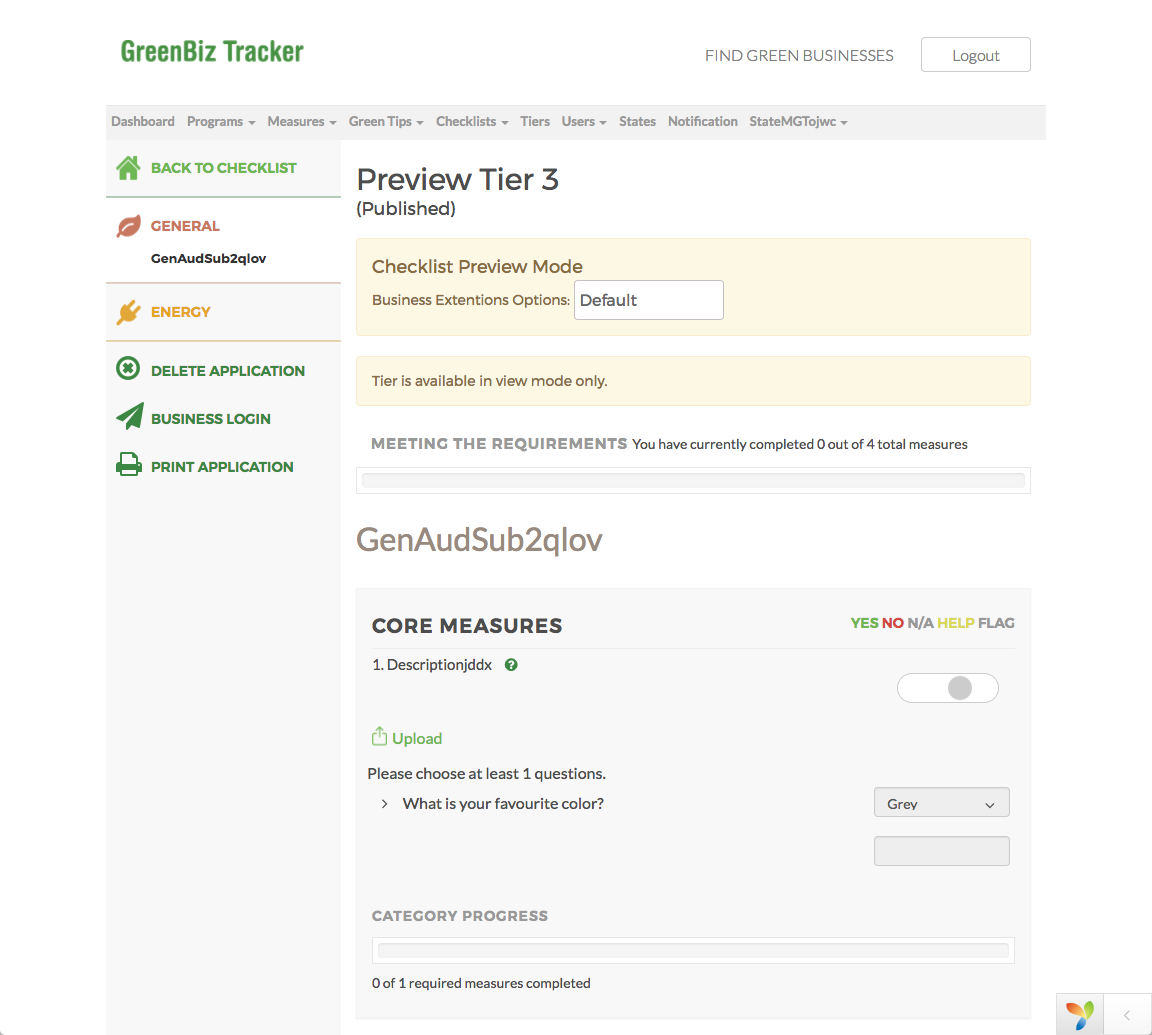 GreenBiz Tracker
FIND GREEN BUSINESSES
Logout
Dashboard Programs Measures Green Tips Checklists Tiers Users States Notification StateMGTojwc
BACK TO CHECKLIST
GENERAL
GenAudSub2qlov
ENERGY
DELETE APPLICATION
BUSINESS LOGIN
PRINT APPLICATION
Preview Tier 3
(Published)
Checklist Preview Mode
Business Extentions Options: Default
Tier is available in view mode only.
MEETING THE REQUIREMENTS You have currently completed 0 out of 4 total measures
GenAudSub2qlov
CORE MEASURES
YES NO N/A HELP FLAG
1. Descriptionjddx
Upload
Please choose at least 1 questions.
What is your favourite color?
Grey
CATEGORY PROGRESS
0 of 1 required measures completed